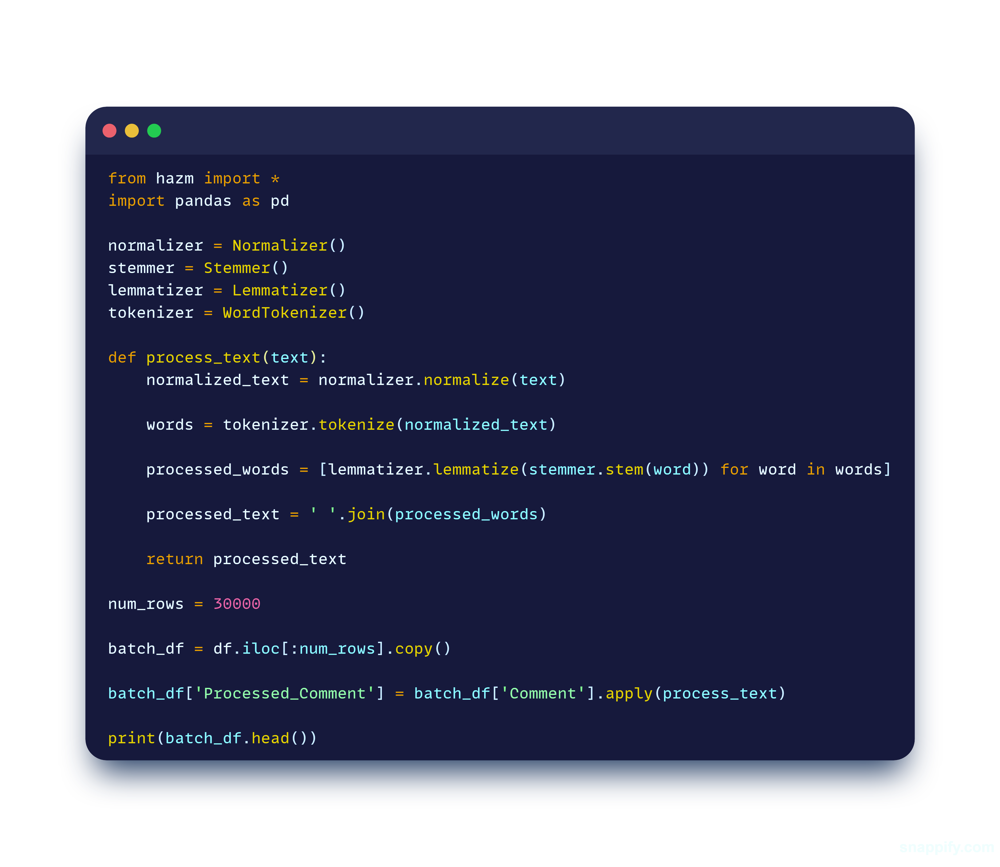 from hazm import *
import pandas as pd
normalizer = Normalizer()
stemmer = Stemmer()
lemmatizer = Lemmatizer()
tokenizer = WordTokenizer()
def process_text(text):
    normalized_text = normalizer.normalize(text)
    words = tokenizer.tokenize(normalized_text)
    processed_words = [lemmatizer.lemmatize(stemmer.stem(word)) for word in words]
    processed_text = ' '.join(processed_words)
    return processed_text
num_rows = 30000
batch_df = df.iloc[:num_rows].copy()
batch_df['Processed_Comment'] = batch_df['Comment'].apply(process_text)
print(batch_df.head())
snappify.com